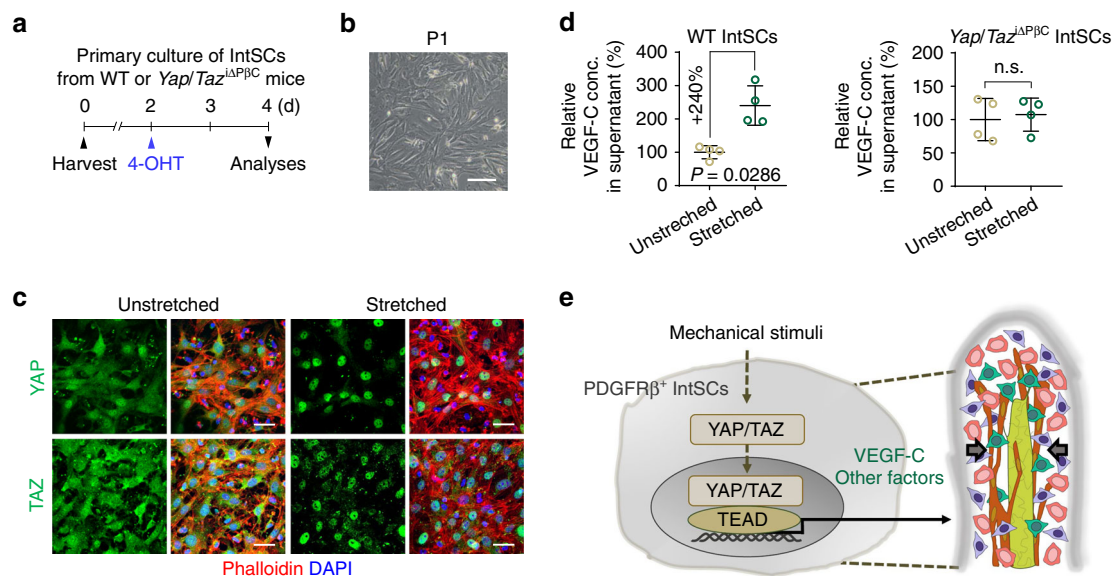 a
Primary culture of IntSCs
from WT or Yap/Taz^iΔPβC mice
0 2 3 4 (d)
Harvest 4-OHT Analyses
b
P1
c
Unstretched Stretched
YAP
TAZ
Phalloidin DAPI
d
WT IntSCs
Relative
VEGF-C conc.
in supernatant (%)
400
300
200
100
0
+240%
P = 0.0286
Unstreched
Stretched
Yap/Taz^iΔPβC IntSCs
Relative
VEGF-C conc.
in supernatant (%)
200
150
100
50
0
n.s.
Unstreched
Stretched
e
Mechanical stimuli
PDGFRβ⁺ IntSCs
YAP/TAZ
YAP/TAZ
TEAD
VEGF-C
Other factors